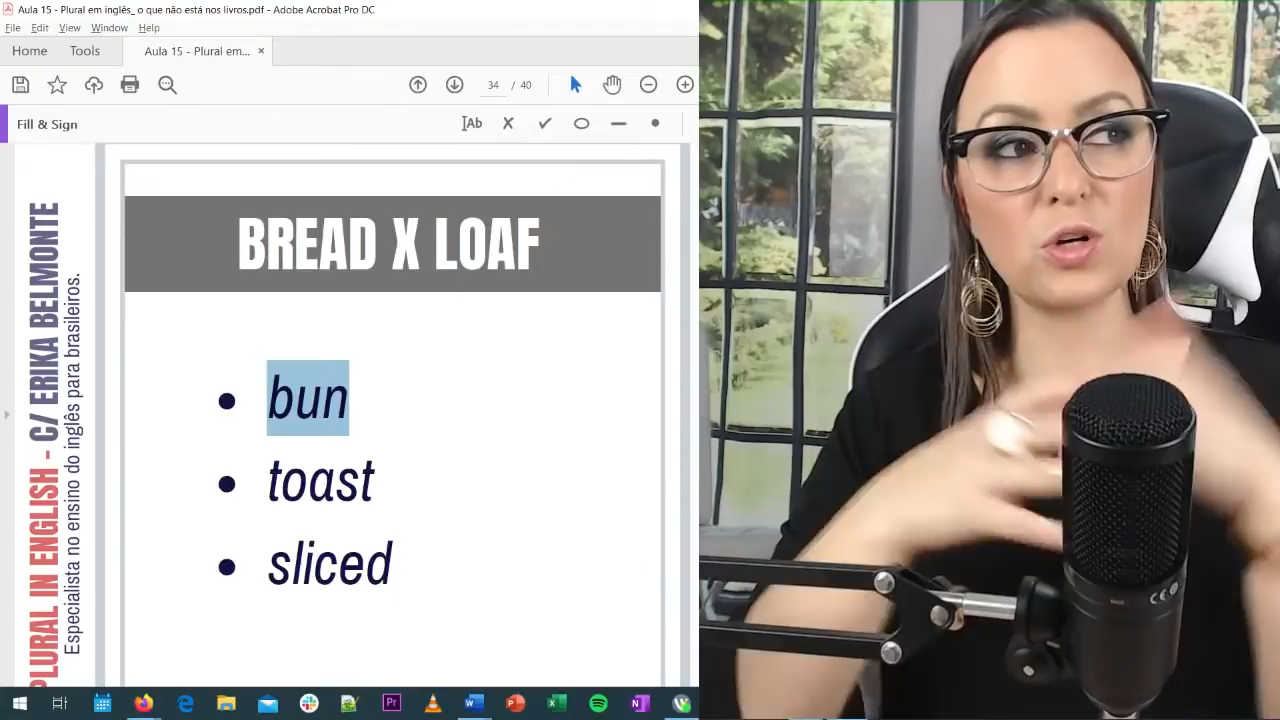 Aula 15 - Plural em inglês_ o que não está nos livros.pdf - Adobe Acrobat Pro DC
File Edit View Window Help
Home Tools Aula 15 - Plural em... ×
34 / 40
Fill & Sign
Ab
PLURAL IN ENGLISH - C/ ERIKA BELMONTE
Especialista no ensino do inglês para brasileiros.
BREAD X LOAF
• bun
• toast
• sliced